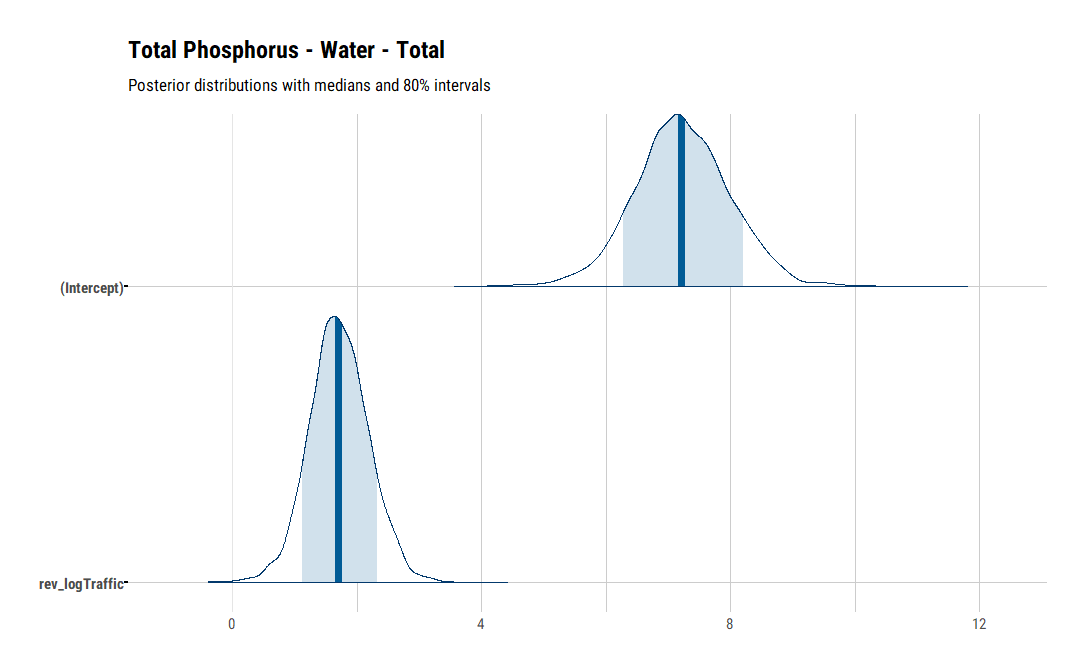 Total Phosphorus - Water - Total
Posterior distributions with medians and 80% intervals
(Intercept)
rev_logTraffic
0 4 8 12